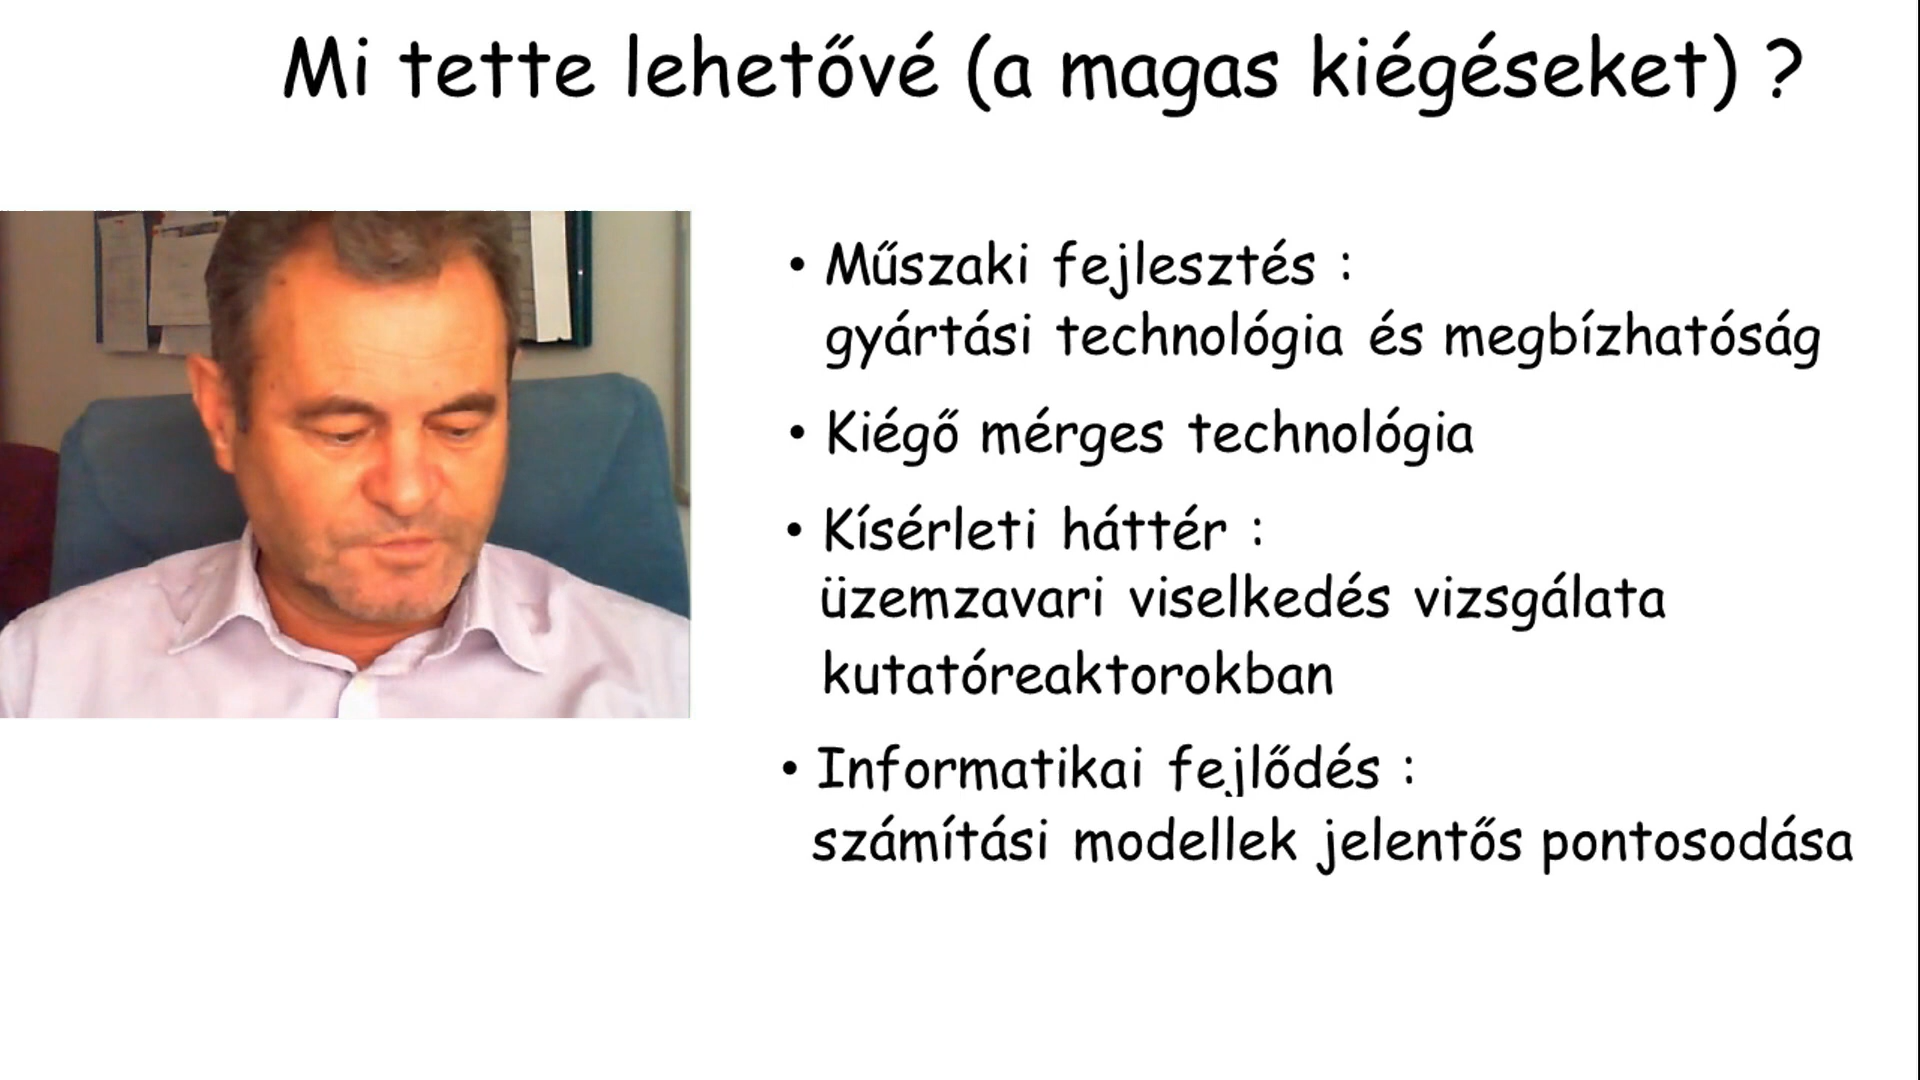 Mi tette lehetővé (a magas kiégéseket) ?
• Műszaki fejlesztés :
gyártási technológia és megbízhatóság
• Kiégő mérges technológia
• Kísérleti háttér :
üzemzavari viselkedés vizsgálata
kutatóreaktorokban
• Informatikai fejlődés :
számítási modellek jelentős pontosodása